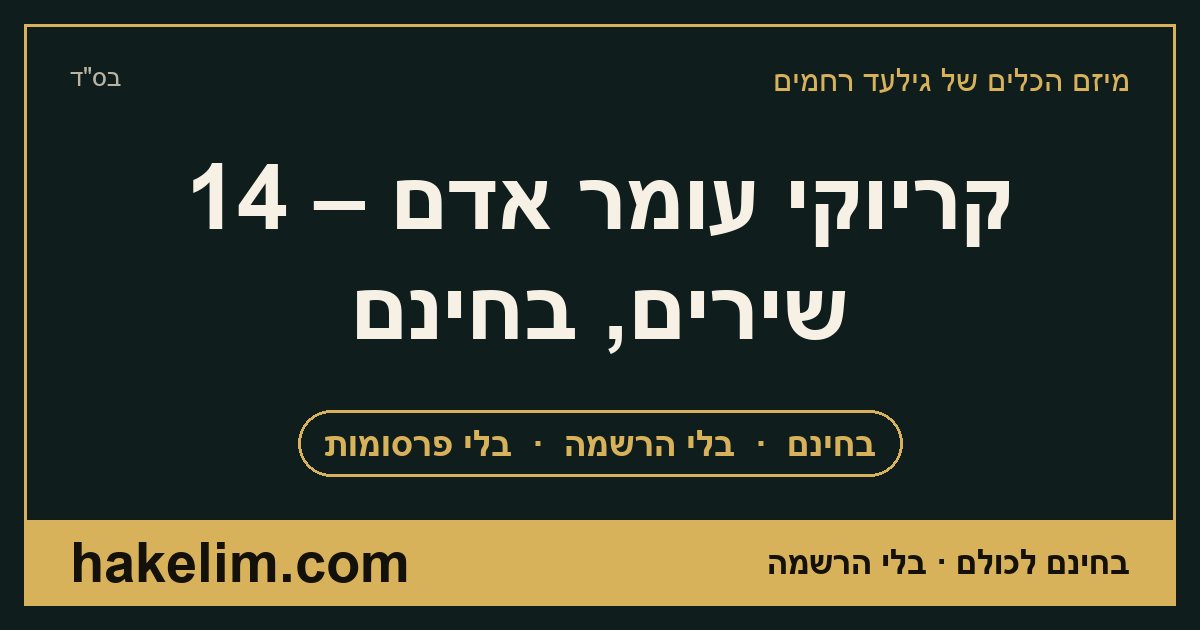 מיזם הכלים של גילעד רחמים
בס"ד
קריוקי עומר אדם – 14
שירים, בחינם
בחינם · בלי הרשמה · בלי פרסומות
בחינם לכולם · בלי הרשמה
hakelim.com